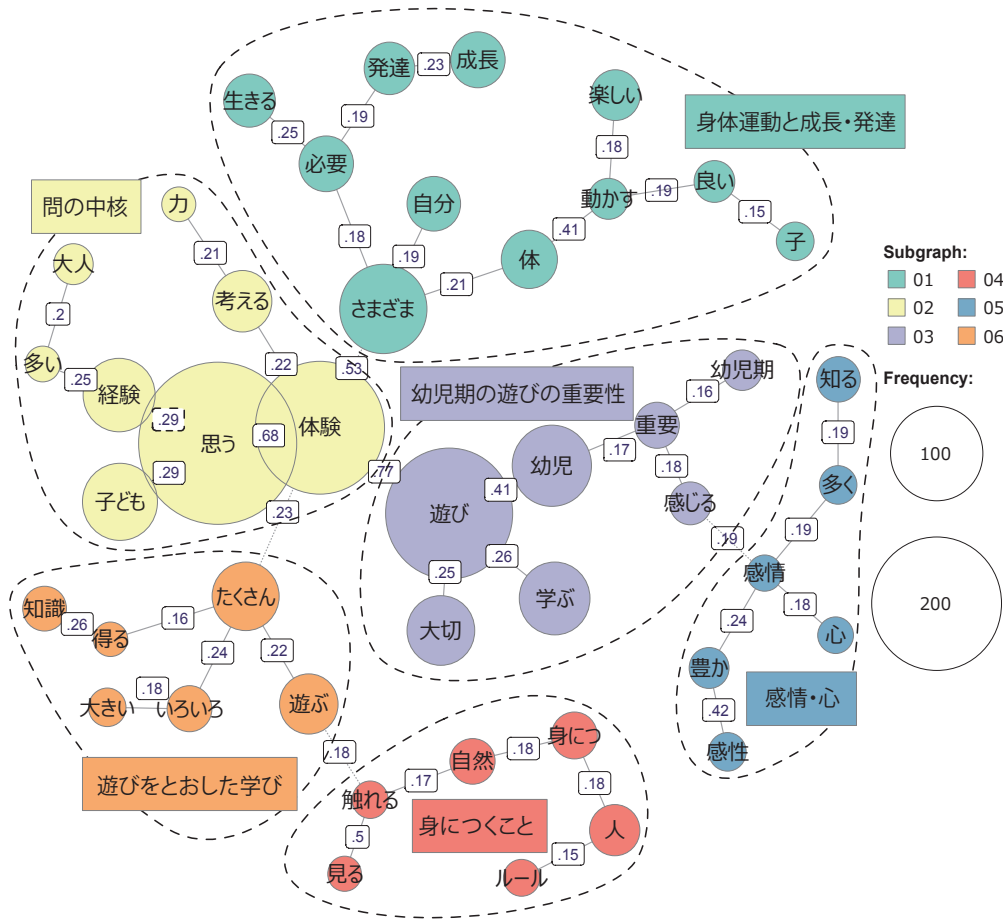 成長
発達
.23
生きる
.25
.19
必要
楽しい
身体運動と成長・発達
.18
良い
.19
.15
子
動かす
.41
自分
.18
.19
体
.21
さまざま
問の中核
力
.21
大人
.2
考える
多い
.25
経験
.22
.53
体験
.29
.68
思う
.29
子ども
.77
.23
幼児期の遊びの重要性
幼児期
.16
重要
.17
幼児
.18
感じる
.41
遊び
.26
.25
学ぶ
大切
.19
知る
.19
多く
.19
感情
.18
心
.24
豊か
.42
感性
感情・心
Subgraph:
01
04
02
05
03
06
Frequency:
100
200
たくさん
知識
.26
得る
.16
.24
.22
大きい
.18
いろいろ
遊ぶ
遊びをとおした学び
.18
触れる
.17
自然
.18
身につ
.18
人
.15
ルール
.5
見る
身につくこと